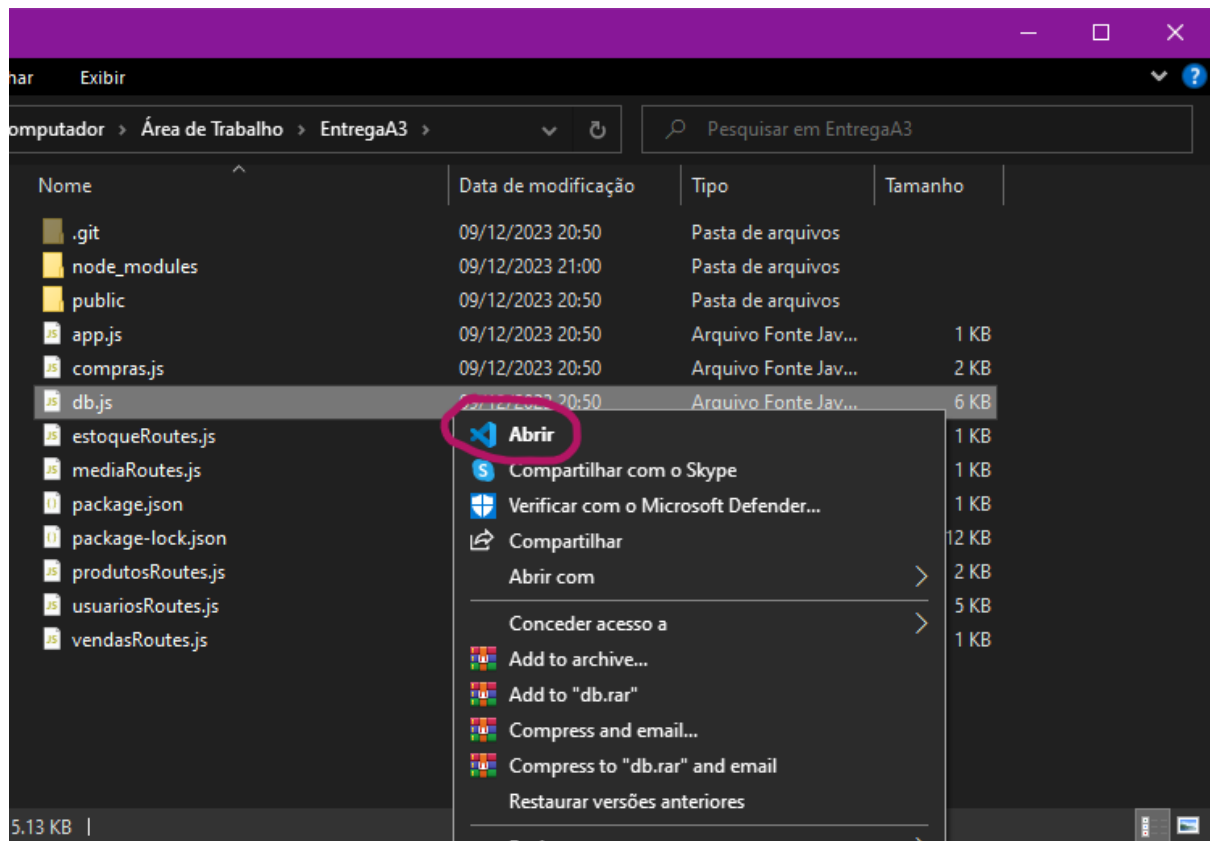 har Exibir
omputador > Área de Trabalho > EntregaA3 > Pesquisar em EntregaA3
Nome Data de modificação Tipo Tamanho
.git 09/12/2023 20:50 Pasta de arquivos
node_modules 09/12/2023 21:00 Pasta de arquivos
public 09/12/2023 20:50 Pasta de arquivos
app.js 09/12/2023 20:50 Arquivo Fonte Jav... 1 KB
compras.js 09/12/2023 20:50 Arquivo Fonte Jav... 2 KB
db.js 09/12/2023 20:50 Arquivo Fonte Jav... 6 KB
estoqueRoutes.js Abrir 1 KB
mediaRoutes.js Compartilhar com o Skype 1 KB
package.json Verificar com o Microsoft Defender... 1 KB
package-lock.json Compartilhar 12 KB
produtosRoutes.js Abrir com 2 KB
usuariosRoutes.js Conceder acesso a 5 KB
vendasRoutes.js Add to archive... 1 KB
Add to "db.rar"
Compress and email...
Compress to "db.rar" and email
Restaurar versões anteriores
5.13 KB